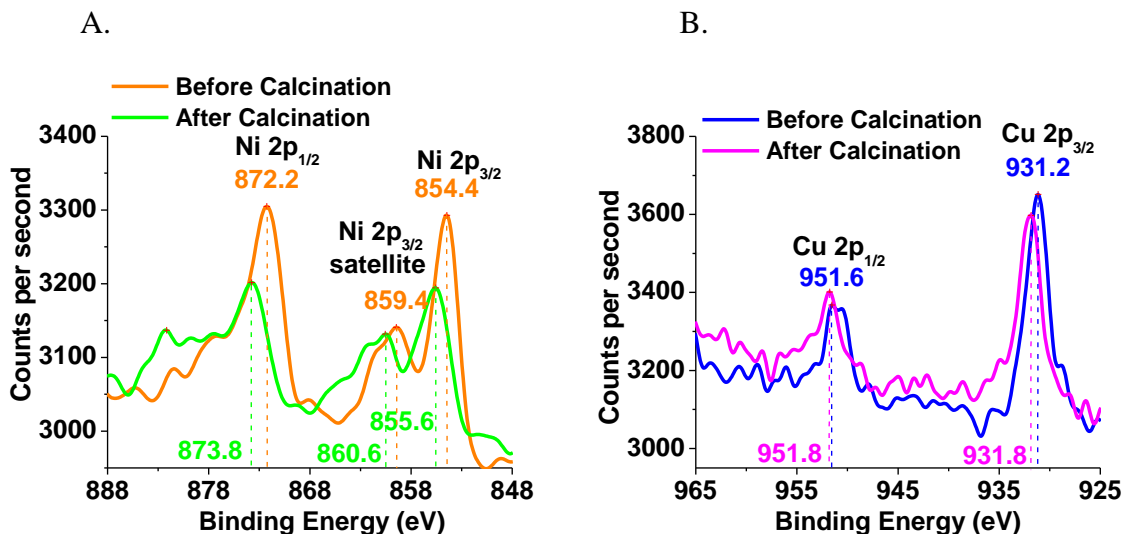 A.
Before Calcination
After Calcination
3400
3300
3200
3100
3000
Counts per second
Ni 2p1/2
872.2
Ni 2p3/2
854.4
Ni 2p3/2
satellite
859.4
873.8
860.6
855.6
888
878
868
858
848
Binding Energy (eV)
B.
Before Calcination
After Calcination
3800
3600
3400
3200
3000
Counts per second
Cu 2p3/2
931.2
Cu 2p1/2
951.6
951.8
931.8
965
955
945
935
925
Binding Energy (eV)